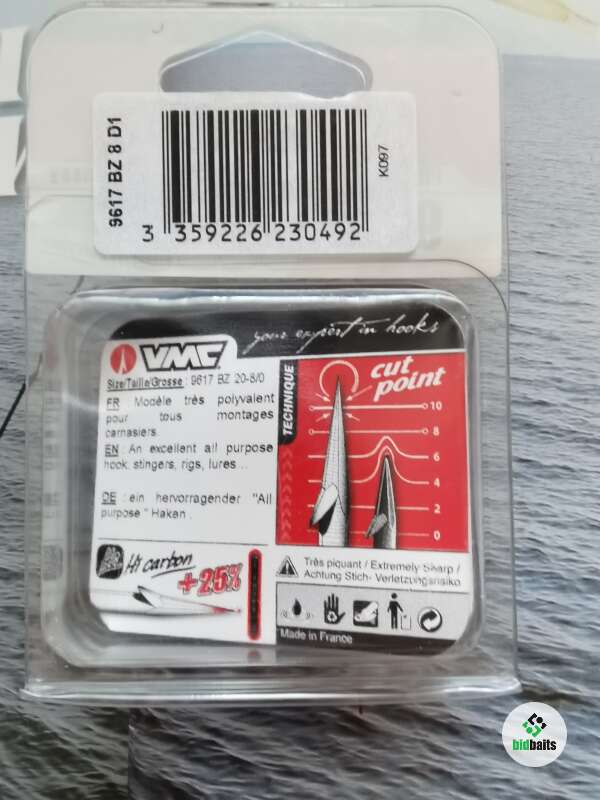 9617 BZ 8 D1
K097
3 359226 230492
VMC
your expert in hooks
Size/Taille/Grosse : 9617 BZ 20-8/0
FR : Modèle très polyvalent
pour tous montages
carnasiers.
EN : An excellent all purpose
hook, stingers, rigs, lures...
DE : ein hervorragender "All
purpose " Haken .
TECHNIQUE
cut
point
10
8
6
4
2
0
Hi carbon
+25%
Très piquant / Extremely Sharp /
Achtung Stich- Verletzungsrisiko
Made in France
bidbaits